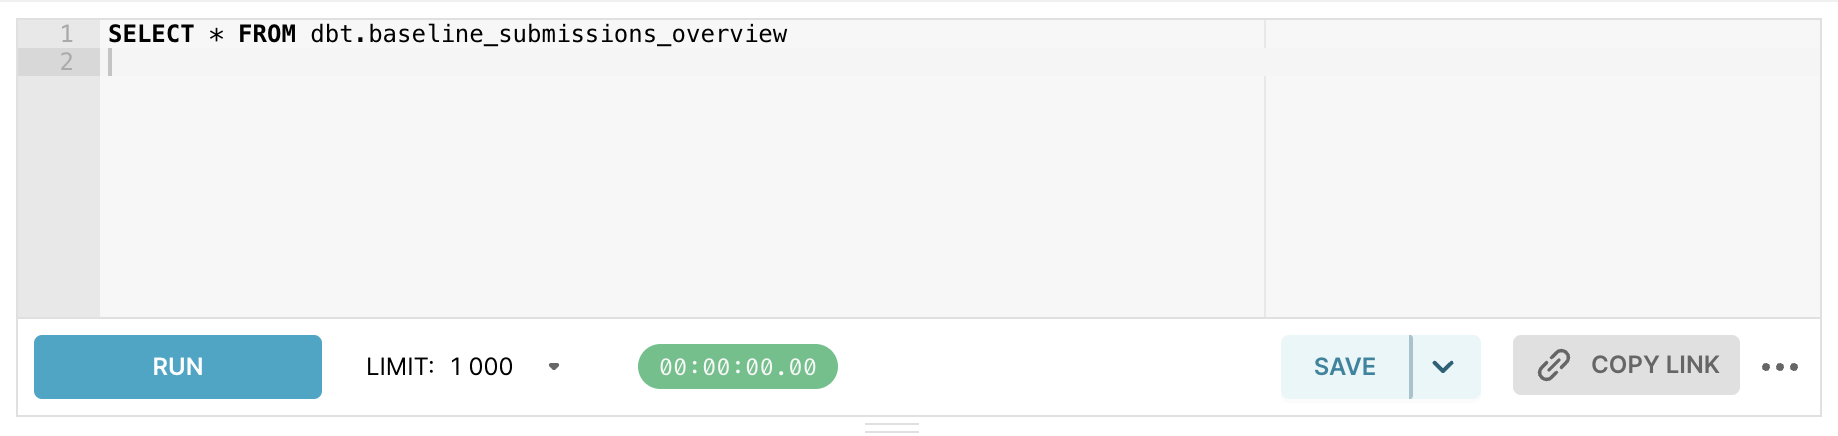 1 SELECT * FROM dbt.baseline_submissions_overview
2
RUN LIMIT: 1 000 00:00:00.00 SAVE COPY LINK